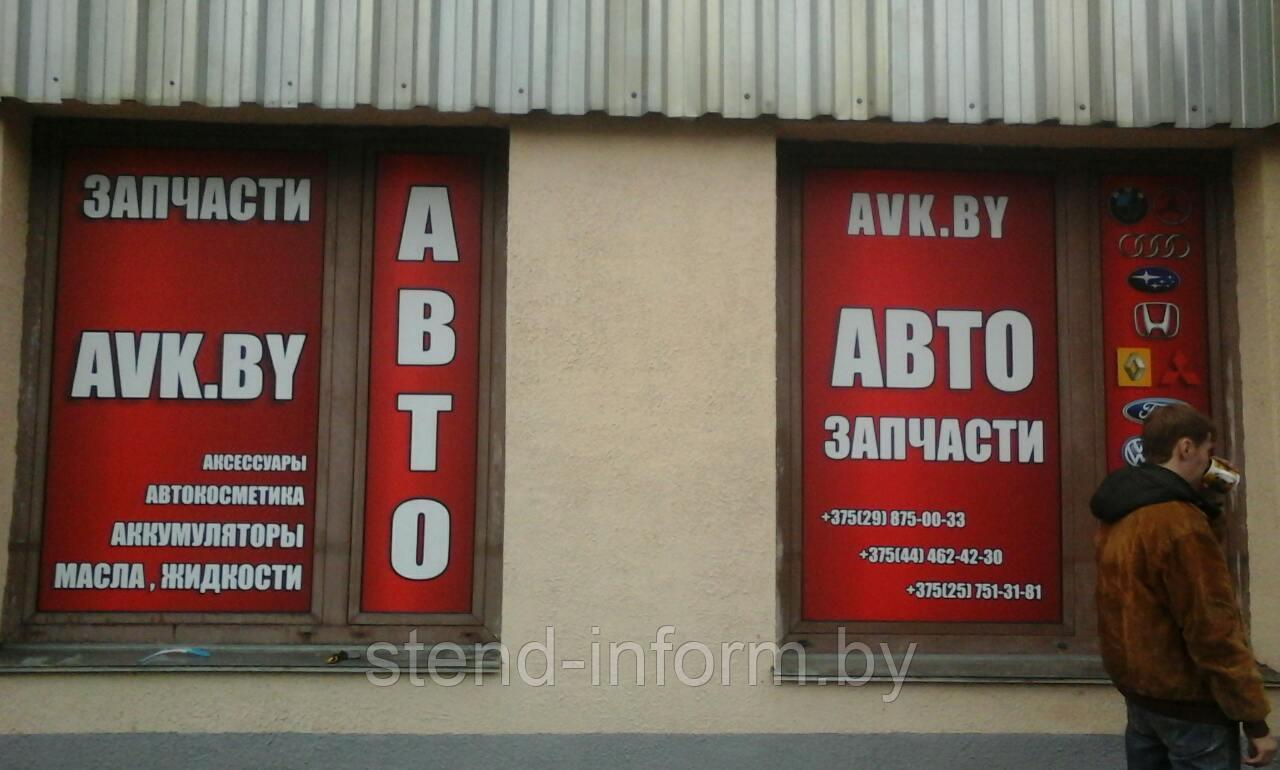 ЗАПЧАСТИ
AVK.BY
АКСЕССУАРЫ
АВТОКОСМЕТИКА
АККУМУЛЯТОРЫ
МАСЛА , ЖИДКОСТИ
АВТО
AVK.BY
АВТО
ЗАПЧАСТИ
+375(29) 875-00-33
+375(44) 462-42-30
+375(25) 751-31-81
stend-inform.by